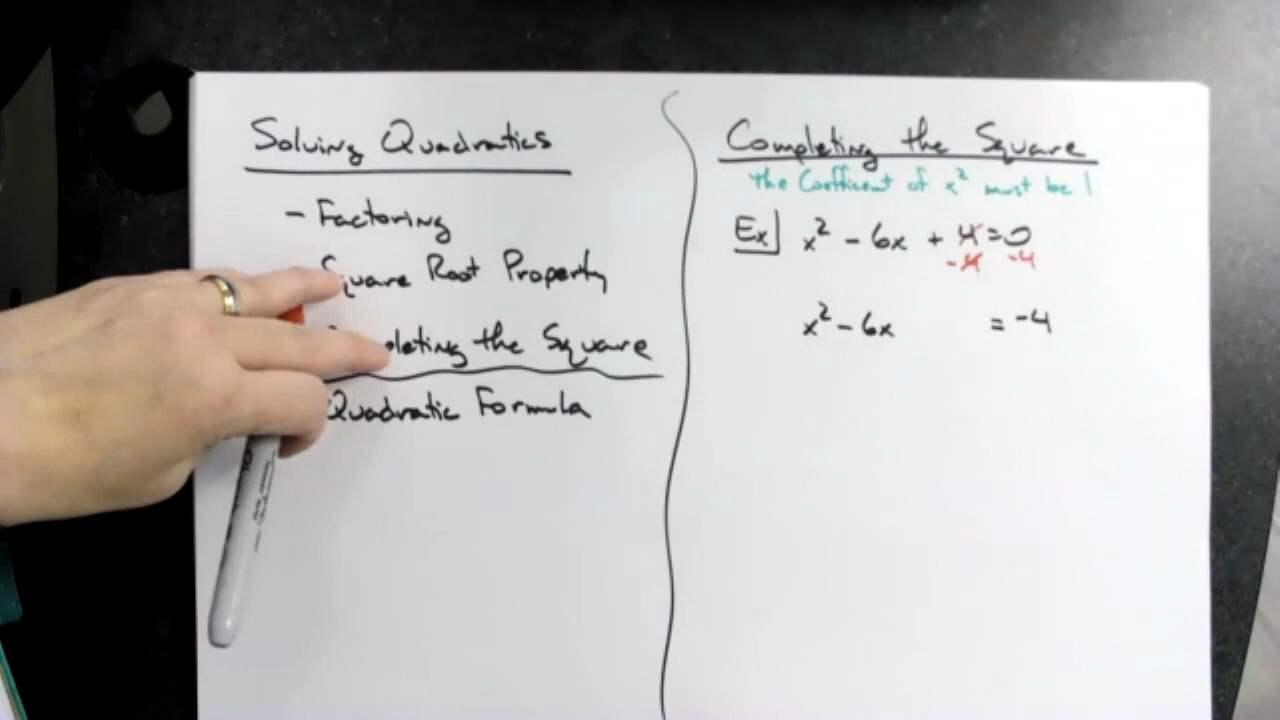 Solving Quadratics
- Factoring
Square Root Property
the Square
Quadratic Formula
Completing the Square
the Coefficient of x² must be 1
Ex x² - 6x + 4 = 0
-4 -4
x² - 6x = -4